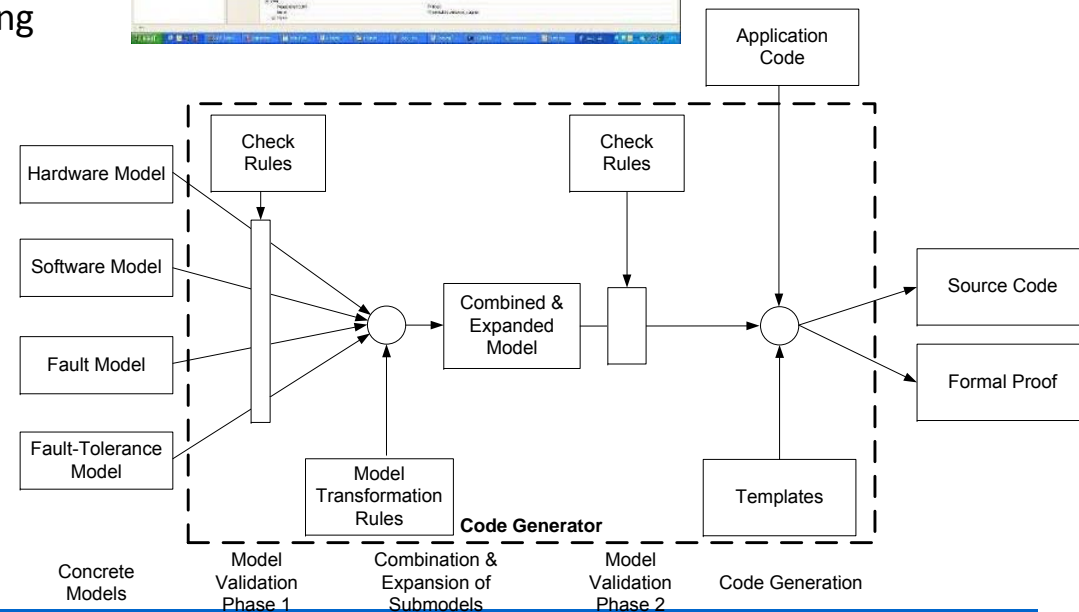 ng
Application
Code
Check
Rules
Check
Rules
Hardware Model
Software Model
Source Code
Combined &
Expanded
Model
Fault Model
Formal Proof
Fault-Tolerance
Model
Model
Transformation
Rules
Templates
Code Generator
Concrete
Models
Model
Validation
Phase 1
Combination &
Expansion of
Submodels
Model
Validation
Phase 2
Code Generation